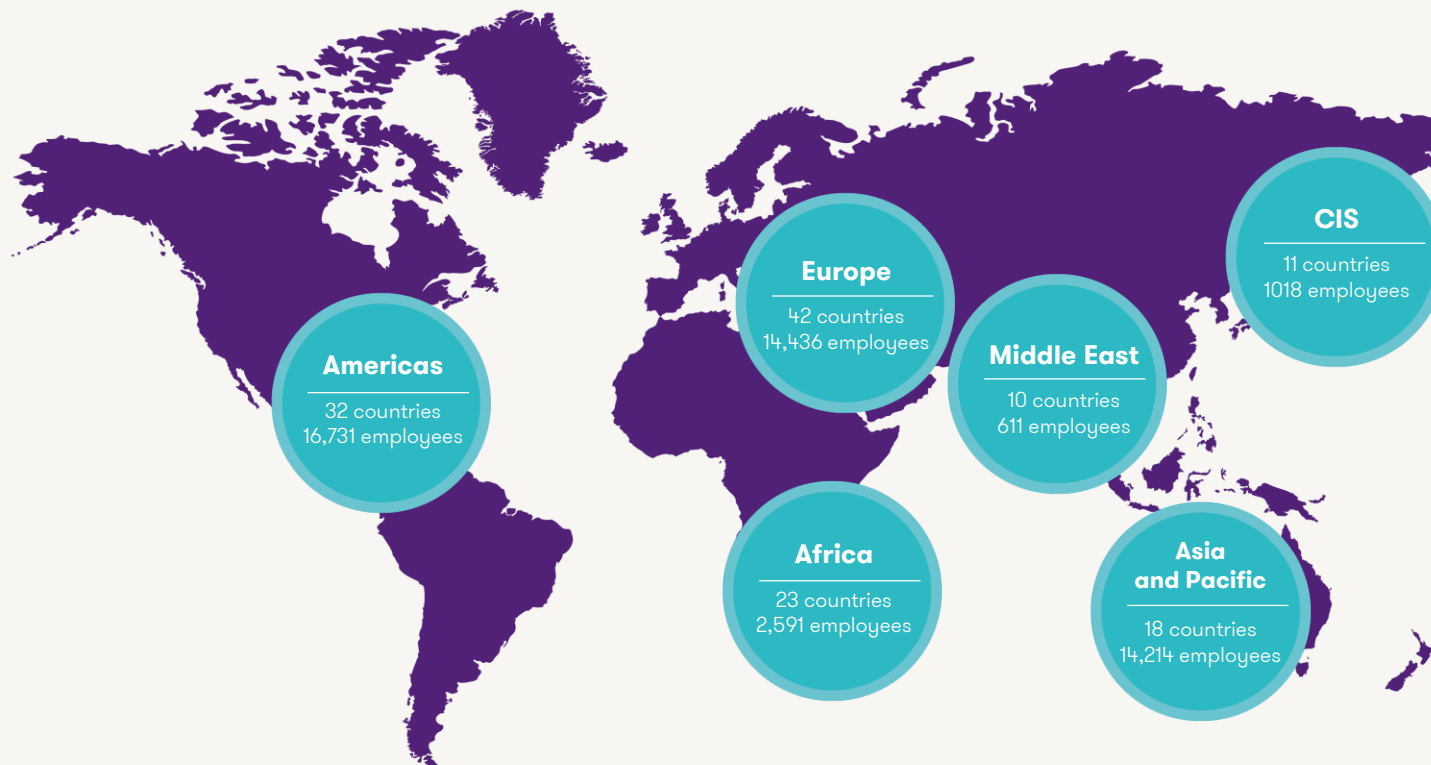 CIS
11 countries
1018 employees
Europe
42 countries
14,436 employees
Middle East
10 countries
611 employees
Americas
32 countries
16,731 employees
Africa
23 countries
2,591 employees
Asia
and Pacific
18 countries
14,214 employees